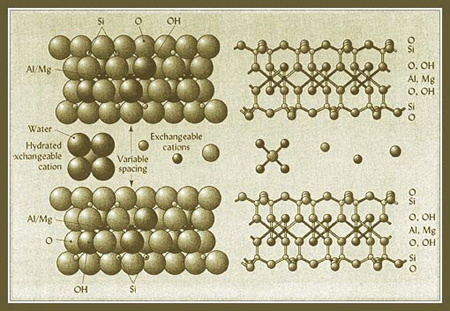 Si O OH
Al/Mg
Water
Hydrated
exchangeable
cation
Variable
spacing
Exchangeable
cations
Al/Mg
O
OH
Si
O
Si
O, OH
Al, Mg
O, OH
Si
O
O
Si
O, OH
Al, Mg
O, OH
Si
O